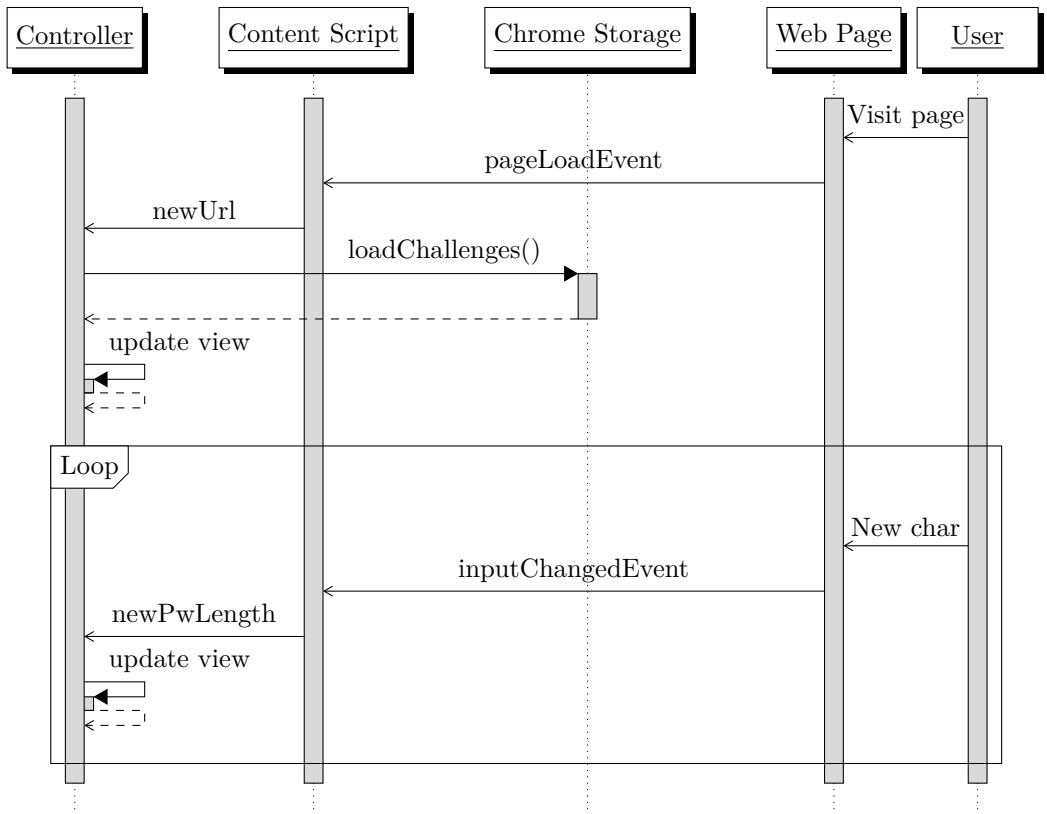 Controller
Content Script
Chrome Storage
Web Page
User
Visit page
pageLoadEvent
newUrl
loadChallenges()
update view
Loop
New char
inputChangedEvent
newPwLength
update view